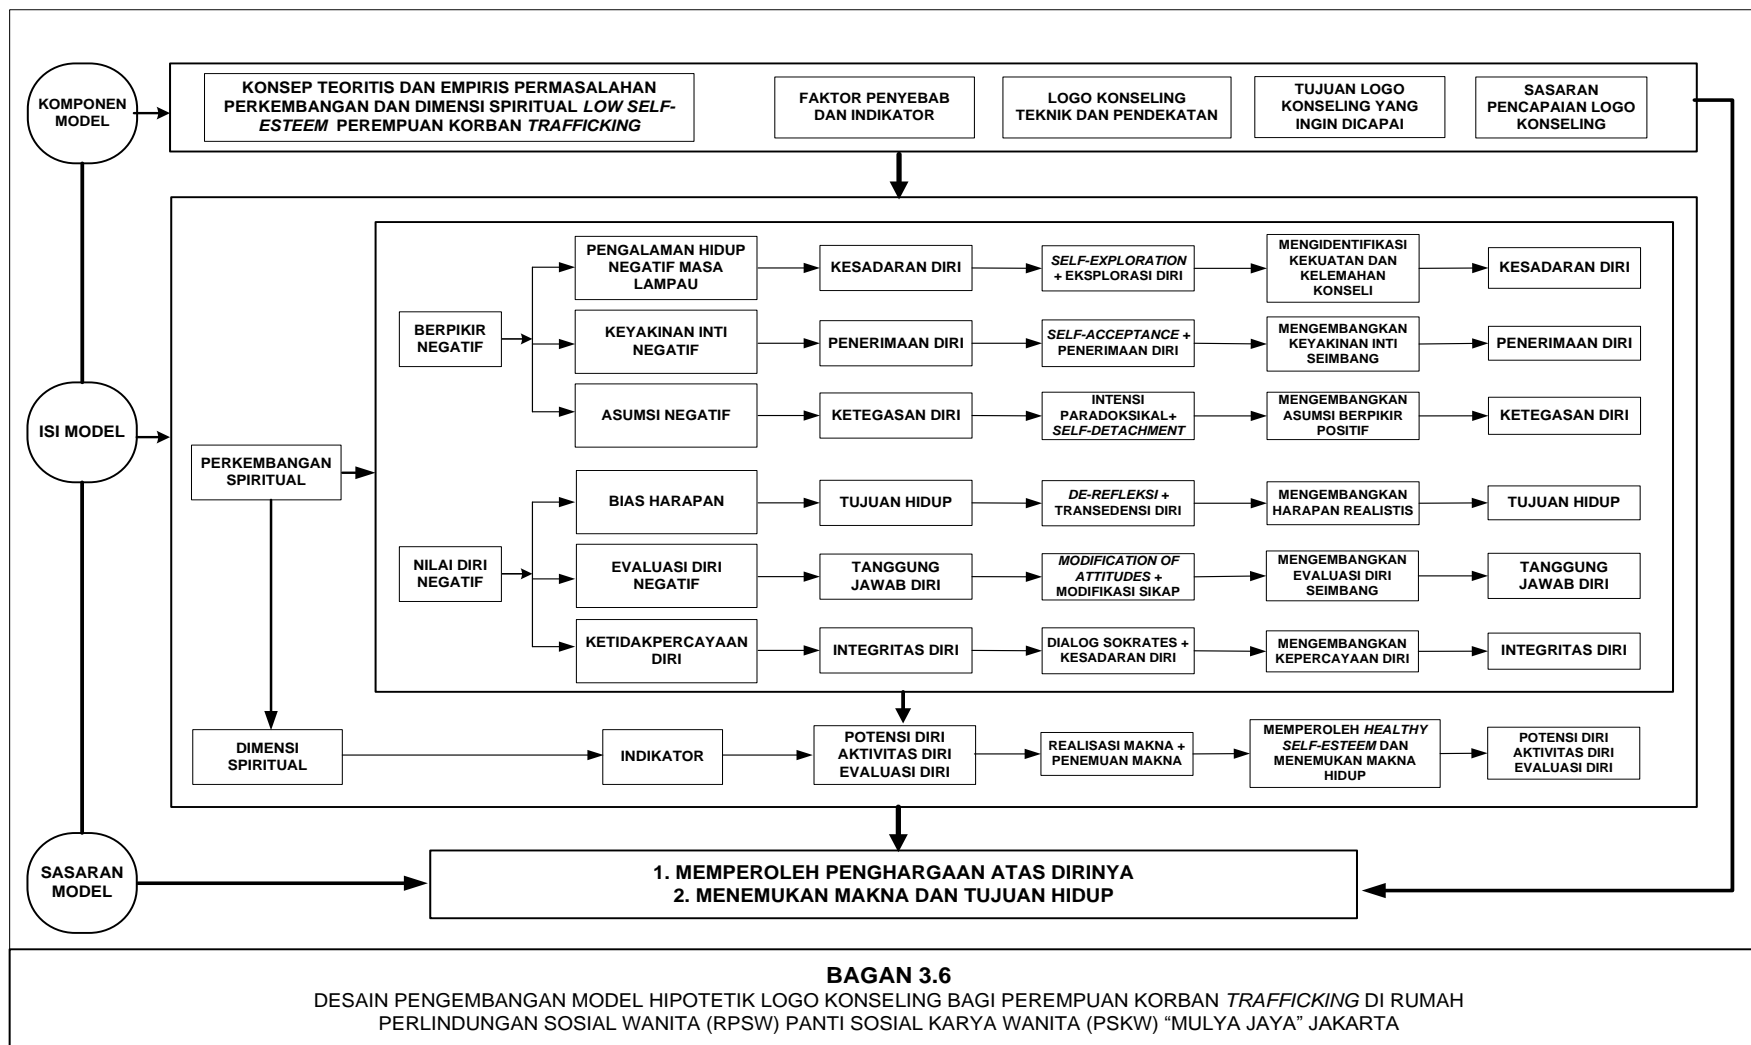 KOMPONEN
MODEL
KONSEP TEORITIS DAN EMPIRIS PERMASALAHAN
PERKEMBANGAN DAN DIMENSI SPIRITUAL LOW SELF-
ESTEEM PEREMPUAN KORBAN TRAFFICKING
FAKTOR PENYEBAB
DAN INDIKATOR
LOGO KONSELING
TEKNIK DAN PENDEKATAN
TUJUAN LOGO
KONSELING YANG
INGIN DICAPAI
SASARAN
PENCAPAIAN LOGO
KONSELING
ISI MODEL
PERKEMBANGAN
SPIRITUAL
BERPIKIR
NEGATIF
PENGALAMAN HIDUP
NEGATIF MASA
LAMPAU
KESADARAN DIRI
SELF-EXPLORATION
+ EKSPLORASI DIRI
MENGIDENTIFIKASI
KEKUATAN DAN
KELEMAHAN
KONSELI
KESADARAN DIRI
KEYAKINAN INTI
NEGATIF
PENERIMAAN DIRI
SELF-ACCEPTANCE +
PENERIMAAN DIRI
MENGEMBANGKAN
KEYAKINAN INTI
SEIMBANG
PENERIMAAN DIRI
ASUMSI NEGATIF
KETEGASAN DIRI
INTENSI
PARADOKSIKAL+
SELF-DETACHMENT
MENGEMBANGKAN
ASUMSI BERPIKIR
POSITIF
KETEGASAN DIRI
NILAI DIRI
NEGATIF
BIAS HARAPAN
TUJUAN HIDUP
DE-REFLEKSI +
TRANSEDENSI DIRI
MENGEMBANGKAN
HARAPAN REALISTIS
TUJUAN HIDUP
EVALUASI DIRI
NEGATIF
TANGGUNG
JAWAB DIRI
MODIFICATION OF
ATTITUDES +
MODIFIKASI SIKAP
MENGEMBANGKAN
EVALUASI DIRI
SEIMBANG
TANGGUNG
JAWAB DIRI
KETIDAKPERCAYAAN
DIRI
INTEGRITAS DIRI
DIALOG SOKRATES +
KESADARAN DIRI
MENGEMBANGKAN
KEPERCAYAAN DIRI
INTEGRITAS DIRI
DIMENSI
SPIRITUAL
INDIKATOR
POTENSI DIRI
AKTIVITAS DIRI
EVALUASI DIRI
REALISASI MAKNA +
PENEMUAN MAKNA
MEMPEROLEH HEALTHY
SELF-ESTEEM DAN
MENEMUKAN MAKNA
HIDUP
POTENSI DIRI
AKTIVITAS DIRI
EVALUASI DIRI
SASARAN
MODEL
1. MEMPEROLEH PENGHARGAAN ATAS DIRINYA
2. MENEMUKAN MAKNA DAN TUJUAN HIDUP
BAGAN 3.6
DESAIN PENGEMBANGAN MODEL HIPOTETIK LOGO KONSELING BAGI PEREMPUAN KORBAN TRAFFICKING DI RUMAH
PERLINDUNGAN SOSIAL WANITA (RPSW) PANTI SOSIAL KARYA WANITA (PSKW) “MULYA JAYA” JAKARTA